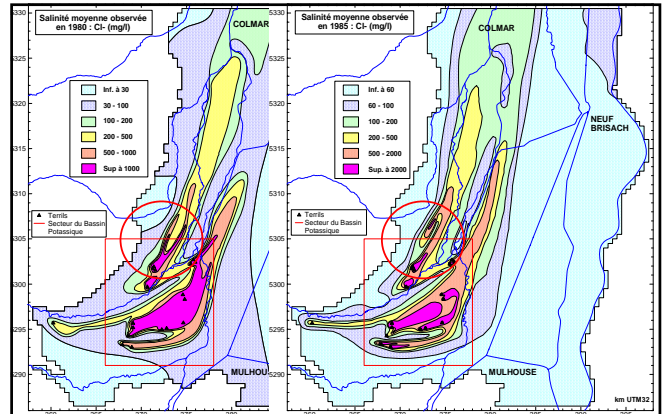 Salinité moyenne observée
en 1980 : Cl- (mg/l)
COLMAR
Inf. à 30
30 - 100
100 - 200
200 - 500
500 - 1000
Sup à 1000
Terrils
Secteur du Bassin
Potassique
MULHOUS
5325
5320
5315
5310
5305
5300
5295
5290
Salinité moyenne observée
en 1985 : Cl- (mg/l)
COLMAR
Inf. à 60
60 - 100
100 - 200
200 - 500
500 - 2000
Sup. à 2000
NEUF
BRISACH
Terrils
Secteur du Bassin
Potassique
MULHOUSE
km UTM32